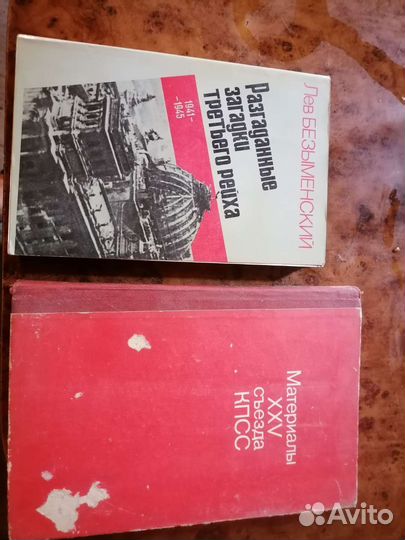 Лев БЕЗЫМЕНСКИЙ
Разгаданные
загадки
третьего рейха
1941–
–1945
Материалы
XXV
съезда
КПСС
Avito